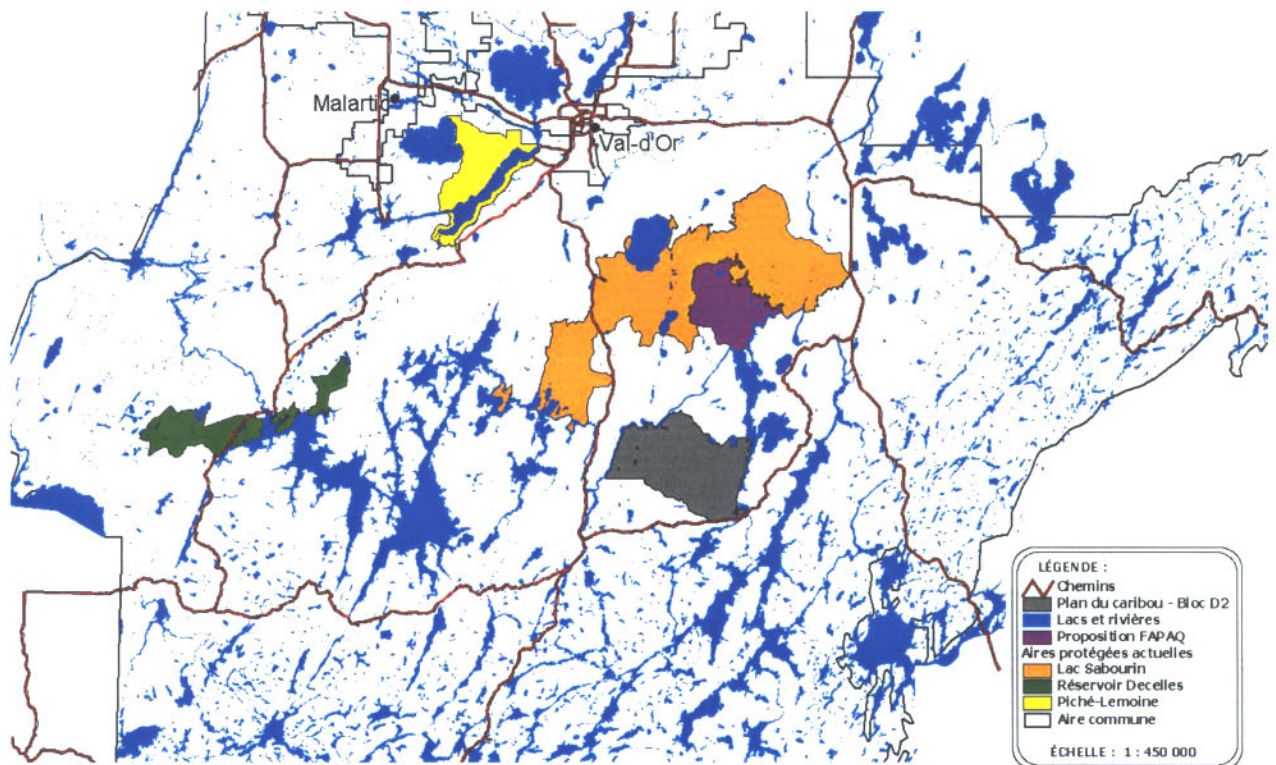 Malartic
Val-d'Or
LÉGENDE :
Chemins
Plan du caribou - Bloc D2
Lacs et rivières
Proposition FAPAQ
Aires protégées actuelles
Lac Sabourin
Réservoir Decelles
Piché-Lemoine
Aire commune
ÉCHELLE : 1 : 450 000